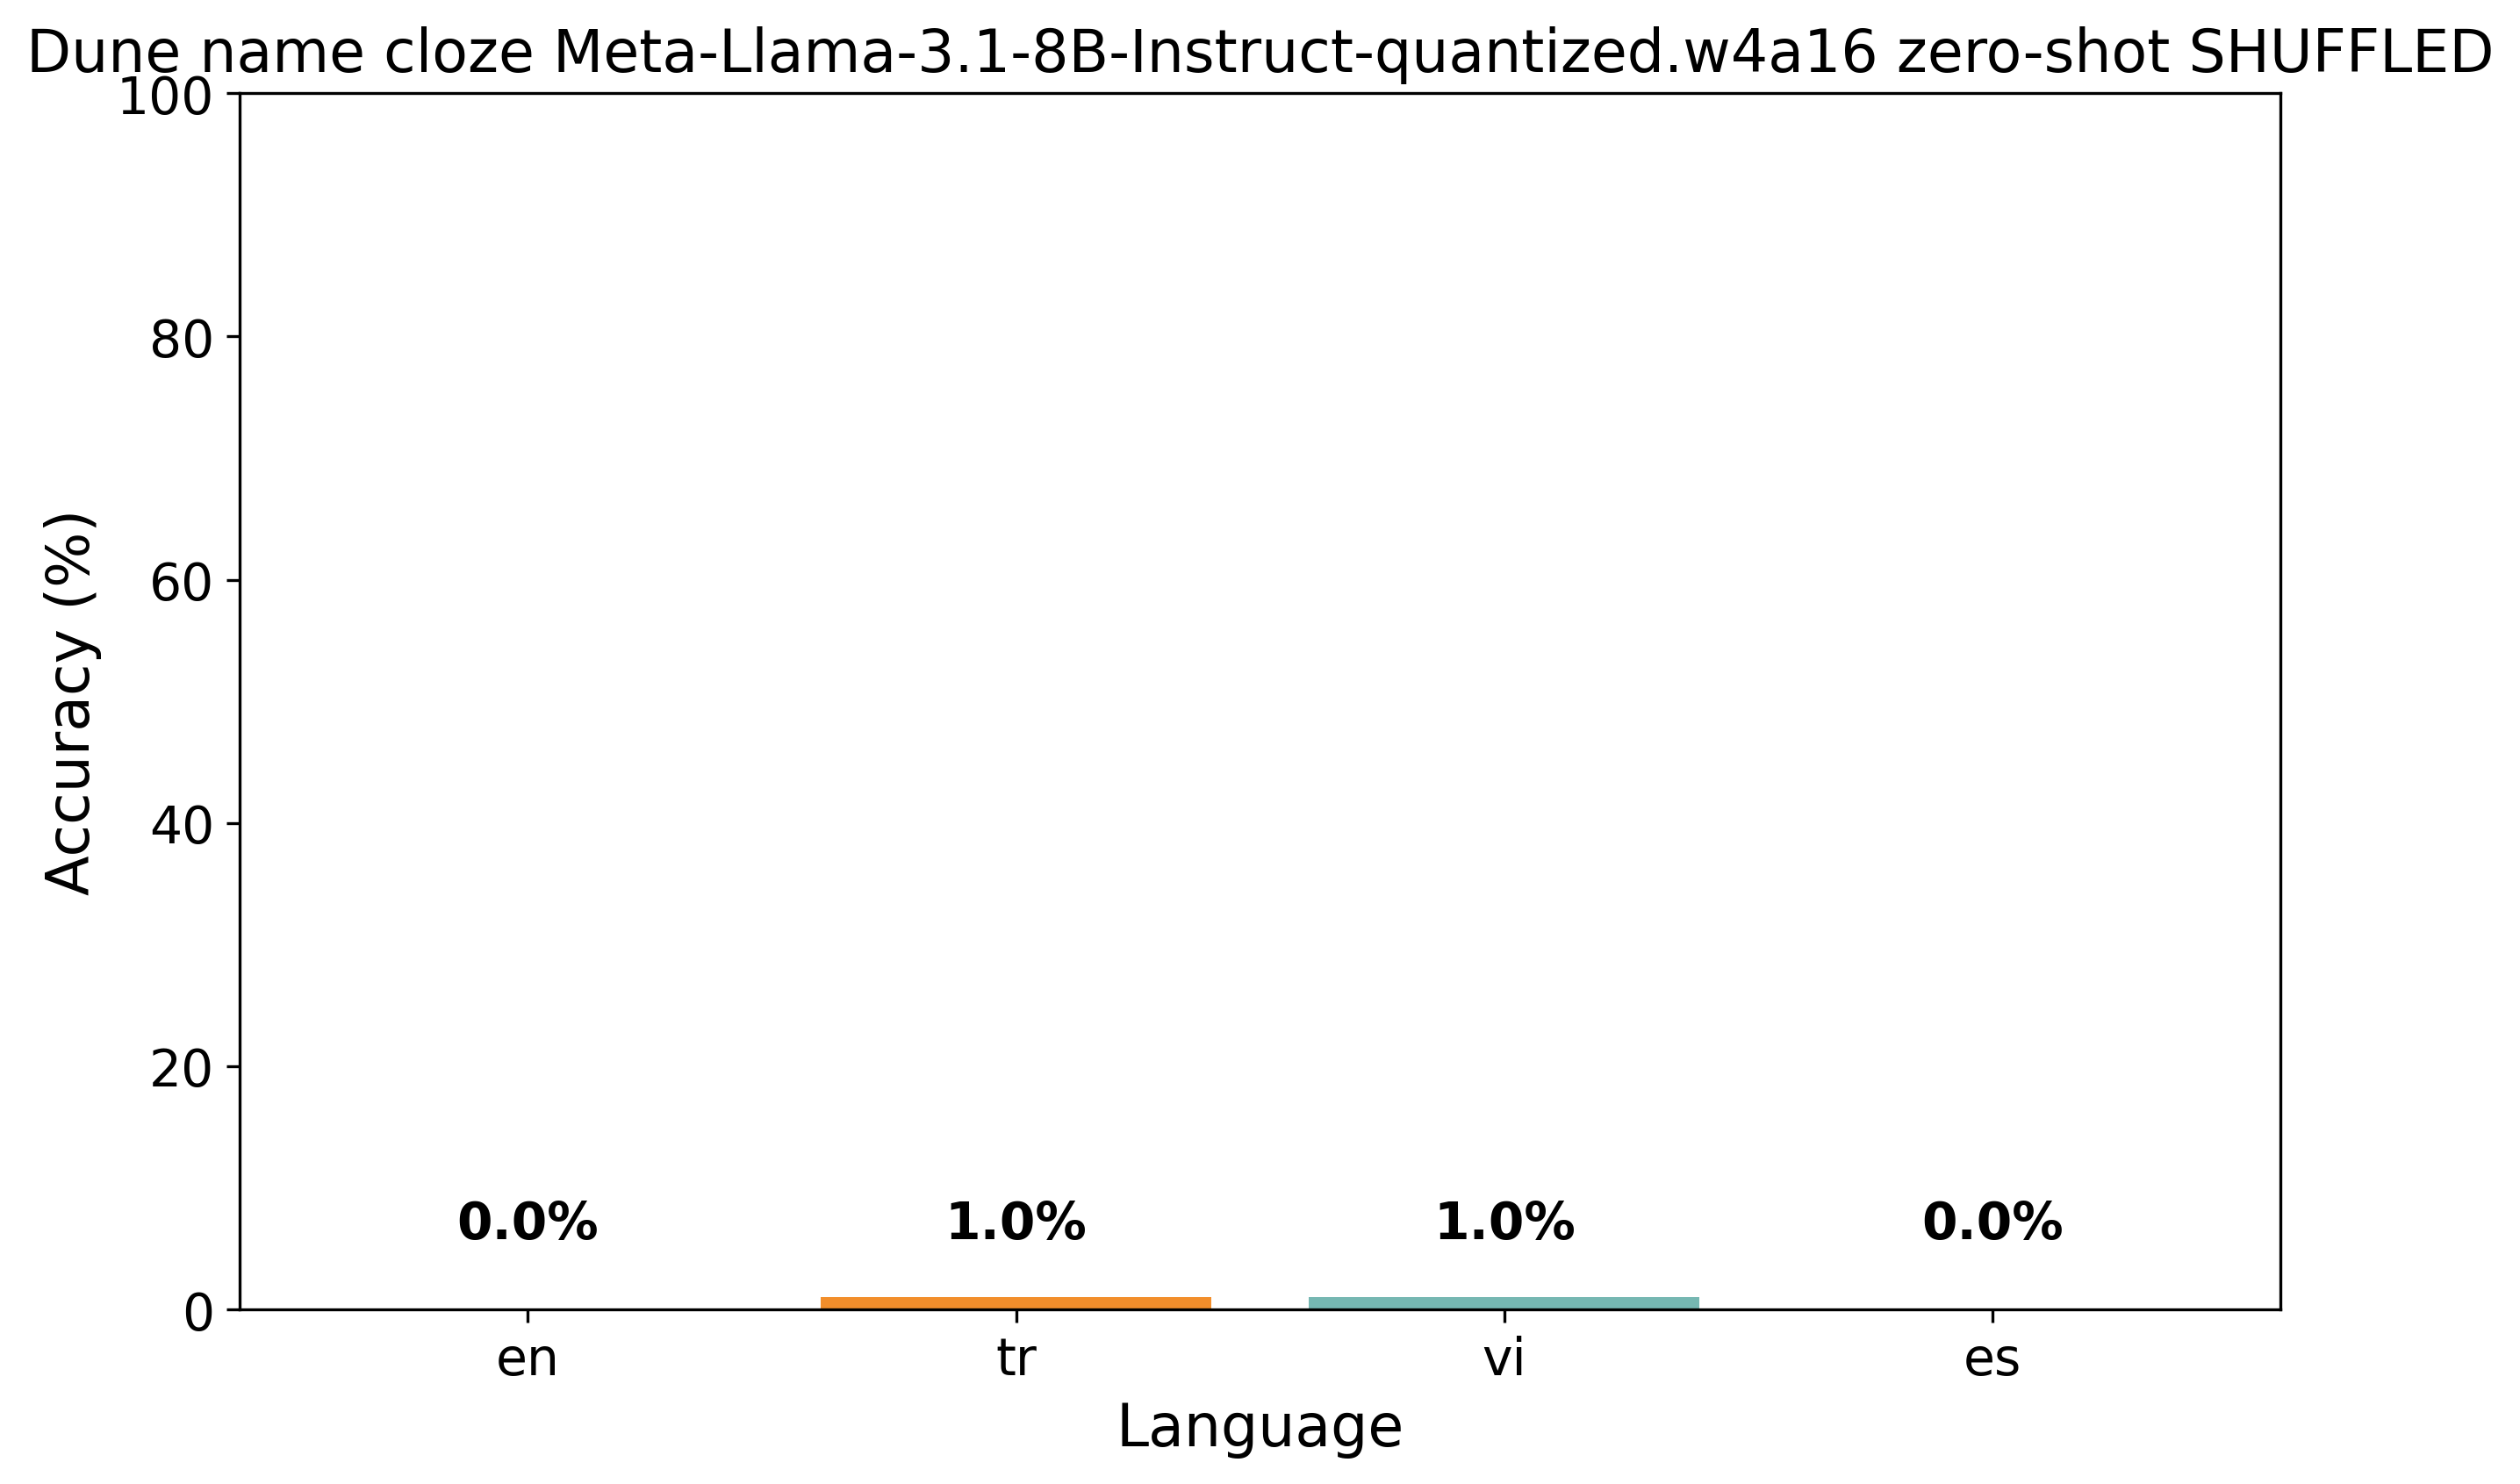 Dune name cloze Meta-Llama-3.1-8B-Instruct-quantized.w4a16 zero-shot SHUFFLED
100
80
60
40
20
0
Accuracy (%)
0.0%
1.0%
1.0%
0.0%
en
tr
vi
es
Language